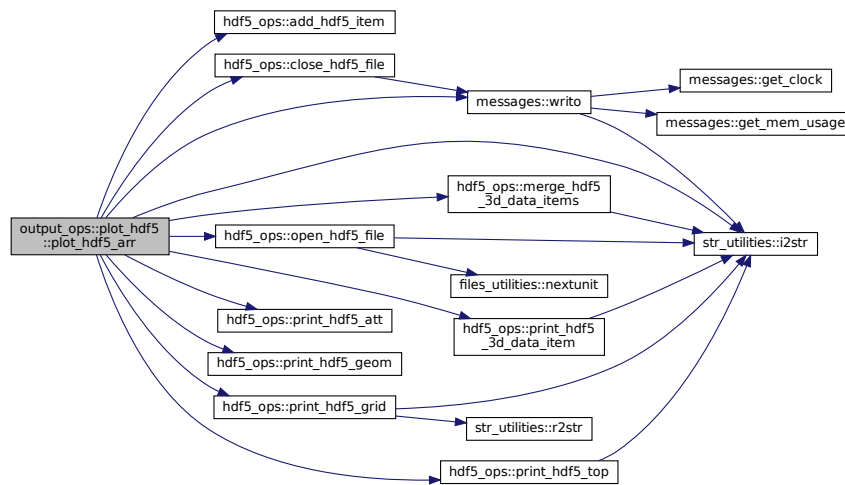 hdf5_ops::add_hdf5_item
hdf5_ops::close_hdf5_file
messages::get_clock
messages::writo
messages::get_mem_usage
hdf5_ops::merge_hdf5
_3d_data_items
output_ops::plot_hdf5
::plot_hdf5_arr
hdf5_ops::open_hdf5_file
str_utilities::i2str
files_utilities::nextunit
hdf5_ops::print_hdf5_att
hdf5_ops::print_hdf5
_3d_data_item
hdf5_ops::print_hdf5_geom
hdf5_ops::print_hdf5_grid
str_utilities::r2str
hdf5_ops::print_hdf5_top